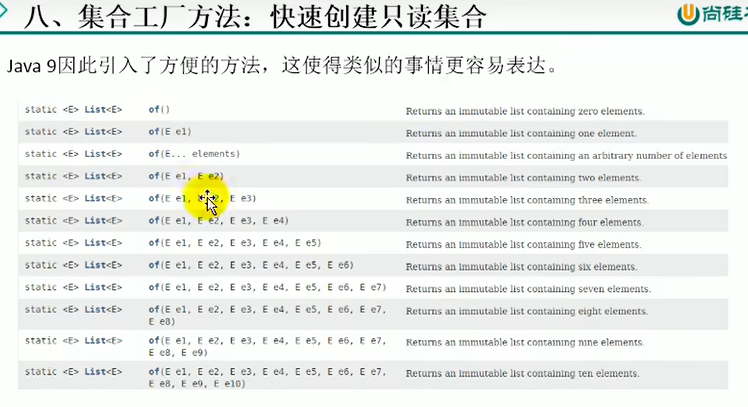 八、集合工厂方法：快速创建只读集合
尚硅
Java 9因此引入了方便的方法，这使得类似的事情更容易表达。
static <E> List<E> of() Returns an immutable list containing zero elements.
static <E> List<E> of(E e1) Returns an immutable list containing one element.
static <E> List<E> of(E... elements) Returns an immutable list containing an arbitrary number of elements
static <E> List<E> of(E e1, E e2) Returns an immutable list containing two elements.
static <E> List<E> of(E e1, E e2, E e3) Returns an immutable list containing three elements.
static <E> List<E> of(E e1, E e2, E e3, E e4) Returns an immutable list containing four elements.
static <E> List<E> of(E e1, E e2, E e3, E e4, E e5) Returns an immutable list containing five elements.
static <E> List<E> of(E e1, E e2, E e3, E e4, E e5, E e6) Returns an immutable list containing six elements.
static <E> List<E> of(E e1, E e2, E e3, E e4, E e5, E e6, E e7) Returns an immutable list containing seven elements.
static <E> List<E> of(E e1, E e2, E e3, E e4, E e5, E e6, E e7, Returns an immutable list containing eight elements.
E e8)
static <E> List<E> of(E e1, E e2, E e3, E e4, E e5, E e6, E e7, Returns an immutable list containing nine elements.
E e8, E e9)
static <E> List<E> of(E e1, E e2, E e3, E e4, E e5, E e6, E e7, Returns an immutable list containing ten elements.
E e8, E e9, E e10)